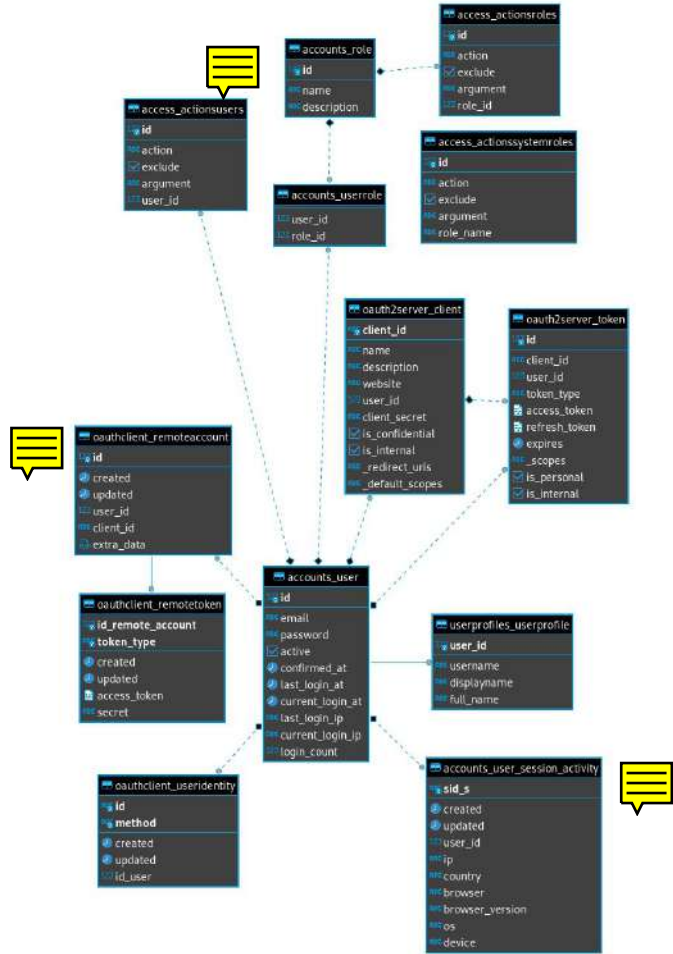 access_actionsroles
id
action
exclude
argument
role_id
accounts_role
id
name
description
access_actionsusers
id
action
exclude
argument
user_id
access_actionssystemroles
id
action
exclude
argument
role_name
accounts_userrole
user_id
role_id
oauth2server_client
client_id
name
description
website
user_id
client_secret
is_confidential
is_internal
_redirect_uris
_default_scopes
oauth2server_token
id
client_id
user_id
token_type
access_token
refresh_token
expires
_scopes
is_personal
is_internal
oauthclient_remoteaccount
id
created
updated
user_id
client_id
extra_data
accounts_user
id
email
password
active
confirmed_at
last_login_at
current_login_at
last_login_ip
current_login_ip
login_count
oauthclient_remotetoken
id_remote_account
token_type
created
updated
access_token
secret
userprofiles_userprofile
user_id
username
displayname
full_name
oauthclient_useridentity
id
method
created
updated
id_user
accounts_user_session_activity
sid_s
created
updated
user_id
ip
country
browser
browser_version
os
device